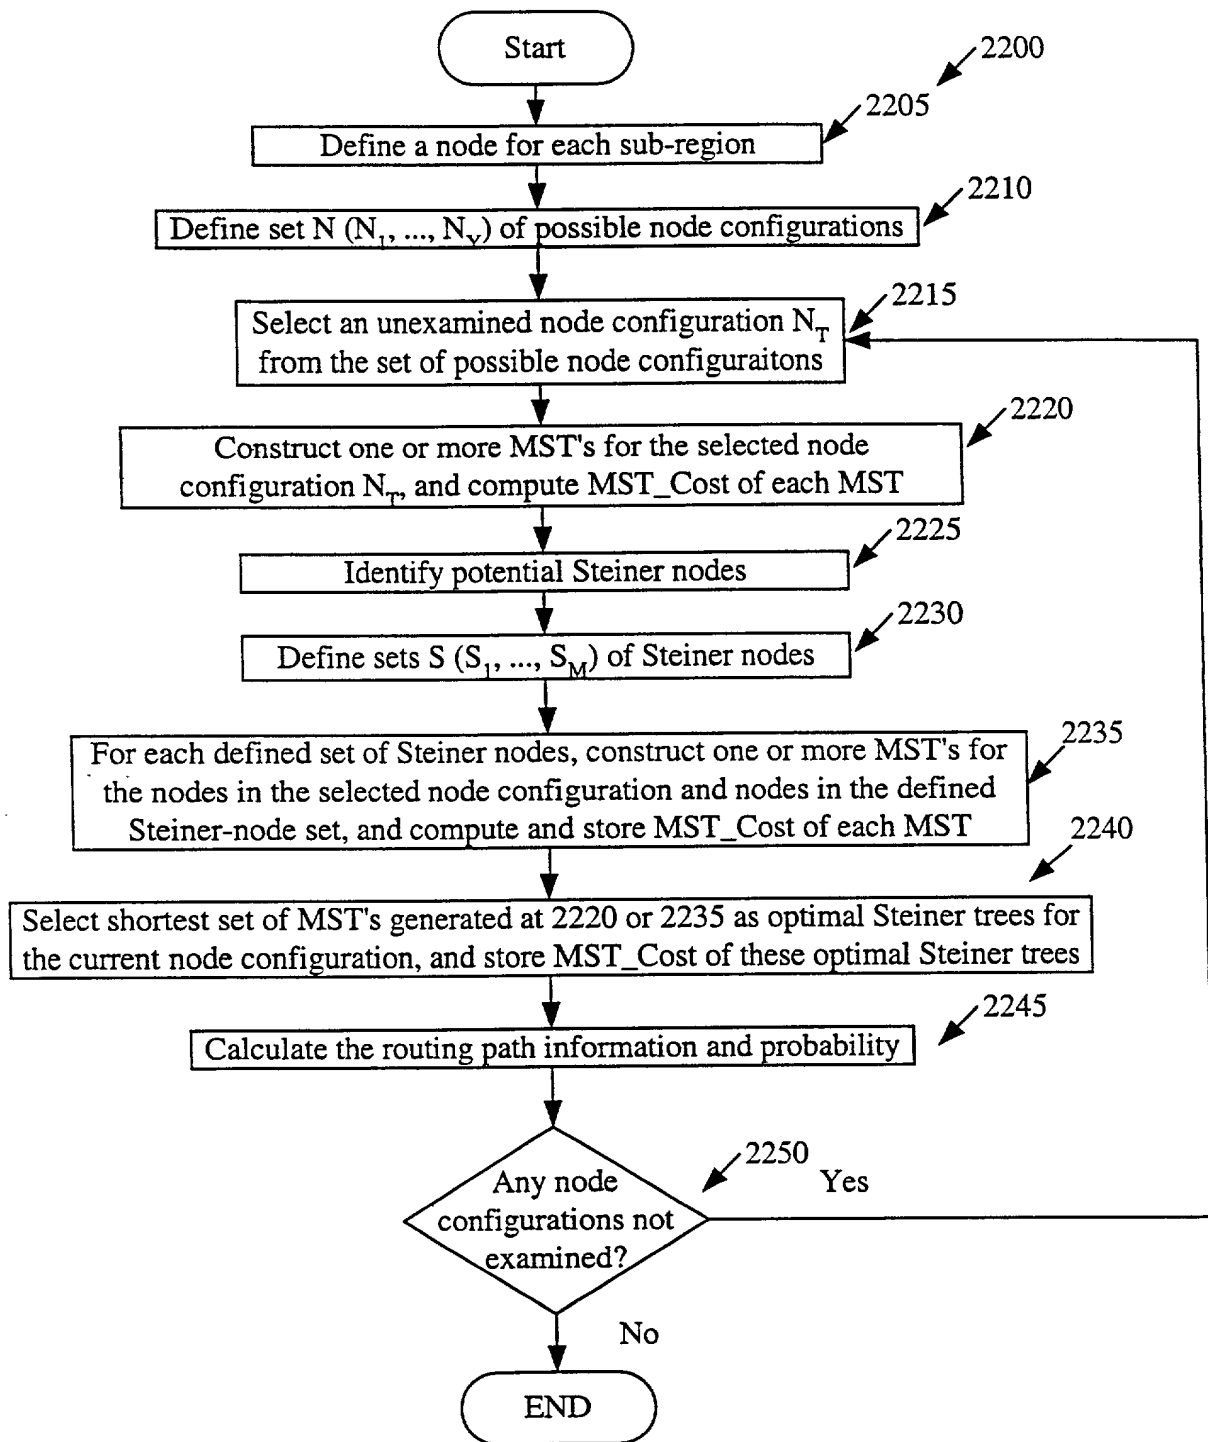 Start
2200
2205
Define a node for each sub-region
2210
Define set N (N₁, ..., N_Y) of possible node configurations
2215
Select an unexamined node configuration N_T
from the set of possible node configuraitons
2220
Construct one or more MST's for the selected node
configuration N_T, and compute MST_Cost of each MST
2225
Identify potential Steiner nodes
2230
Define sets S (S₁, ..., S_M) of Steiner nodes
2235
For each defined set of Steiner nodes, construct one or more MST's for
the nodes in the selected node configuration and nodes in the defined
Steiner-node set, and compute and store MST_Cost of each MST
2240
Select shortest set of MST's generated at 2220 or 2235 as optimal Steiner trees for
the current node configuration, and store MST_Cost of these optimal Steiner trees
2245
Calculate the routing path information and probability
2250
Yes
Any node
configurations not
examined?
No
END